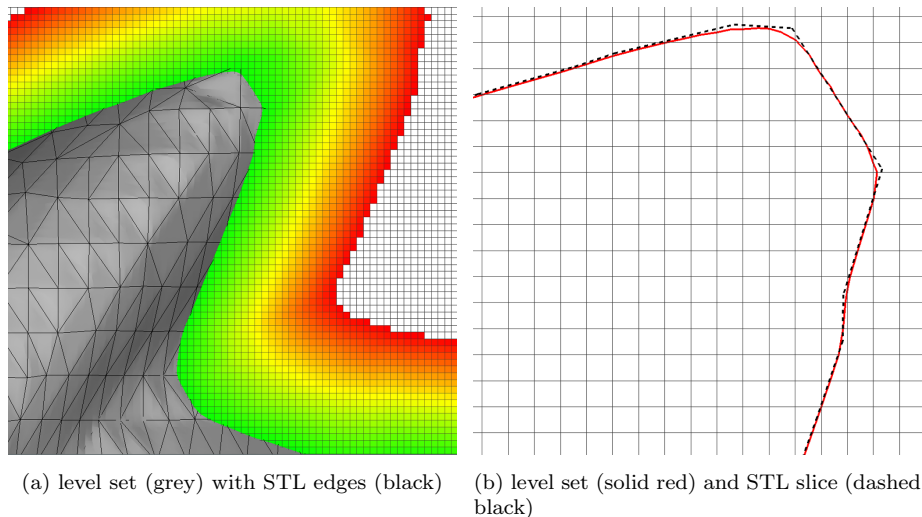 (a) level set (grey) with STL edges (black)
(b) level set (solid red) and STL slice (dashed
black)